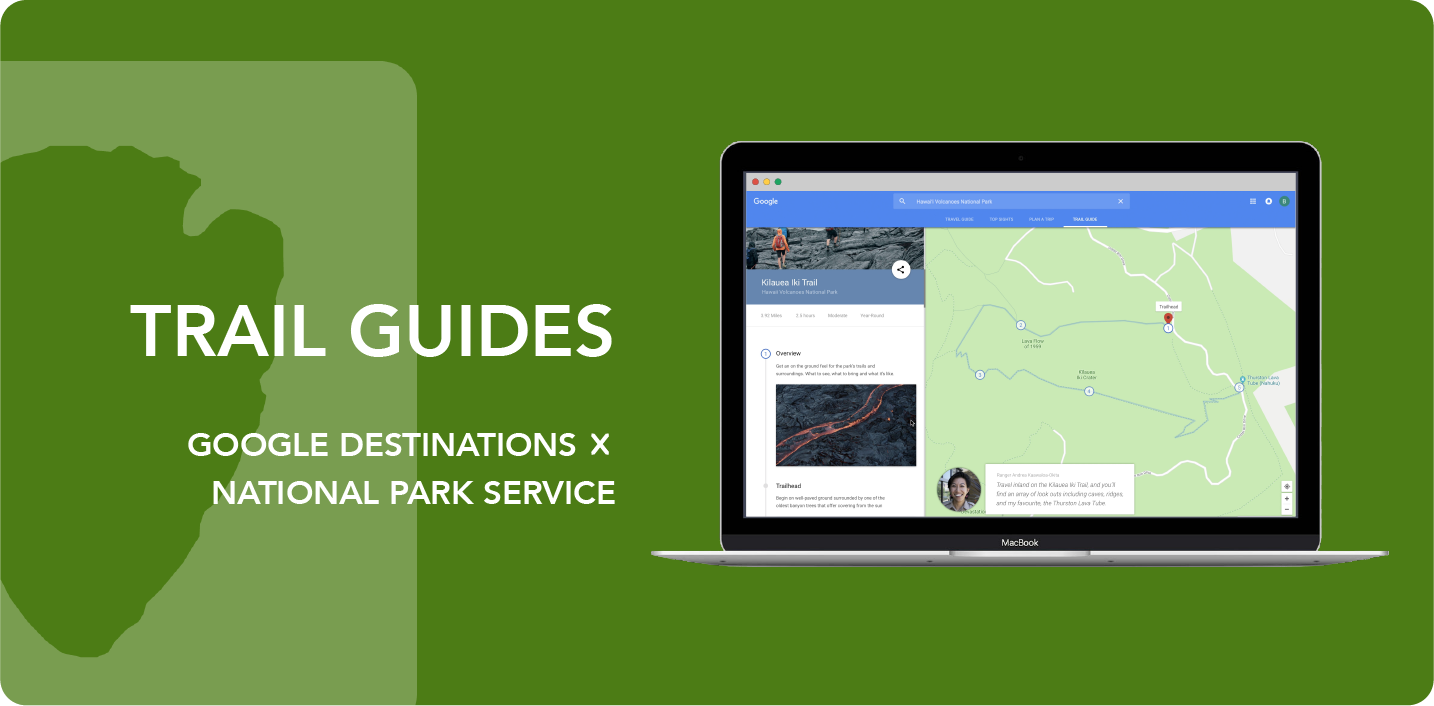 TRAIL GUIDES
GOOGLE DESTINATIONS X
NATIONAL PARK SERVICE
Google
Hawai'i Volcanoes National Park
TRAVEL GUIDE TOP SIGHTS PLAN A TRIP TRAIL GUIDE
Kilauea Iki Trail
Hawaii Volcanoes National Park
3.5 hours Moderate Year Round
1 Overview
Get an on the ground feel for the park's trails and
surroundings. What to see, what to bring and what it's like.
Trailhead
Begin on well paved ground surrounded by one of the
oldest banyan trees that offer covering from the sun
Trailhead
1
2
Lava Flow
of 1959
3
Kilauea
Iki Crater
4
5
Thurston Lava
Tube (Nahuku)
Ranger Andrea
Travel inland on the Kilauea Iki Trail, and you'll
find an array of look outs including caves, ridges,
and my favourite, the Thurston Lava Tube.
MacBook